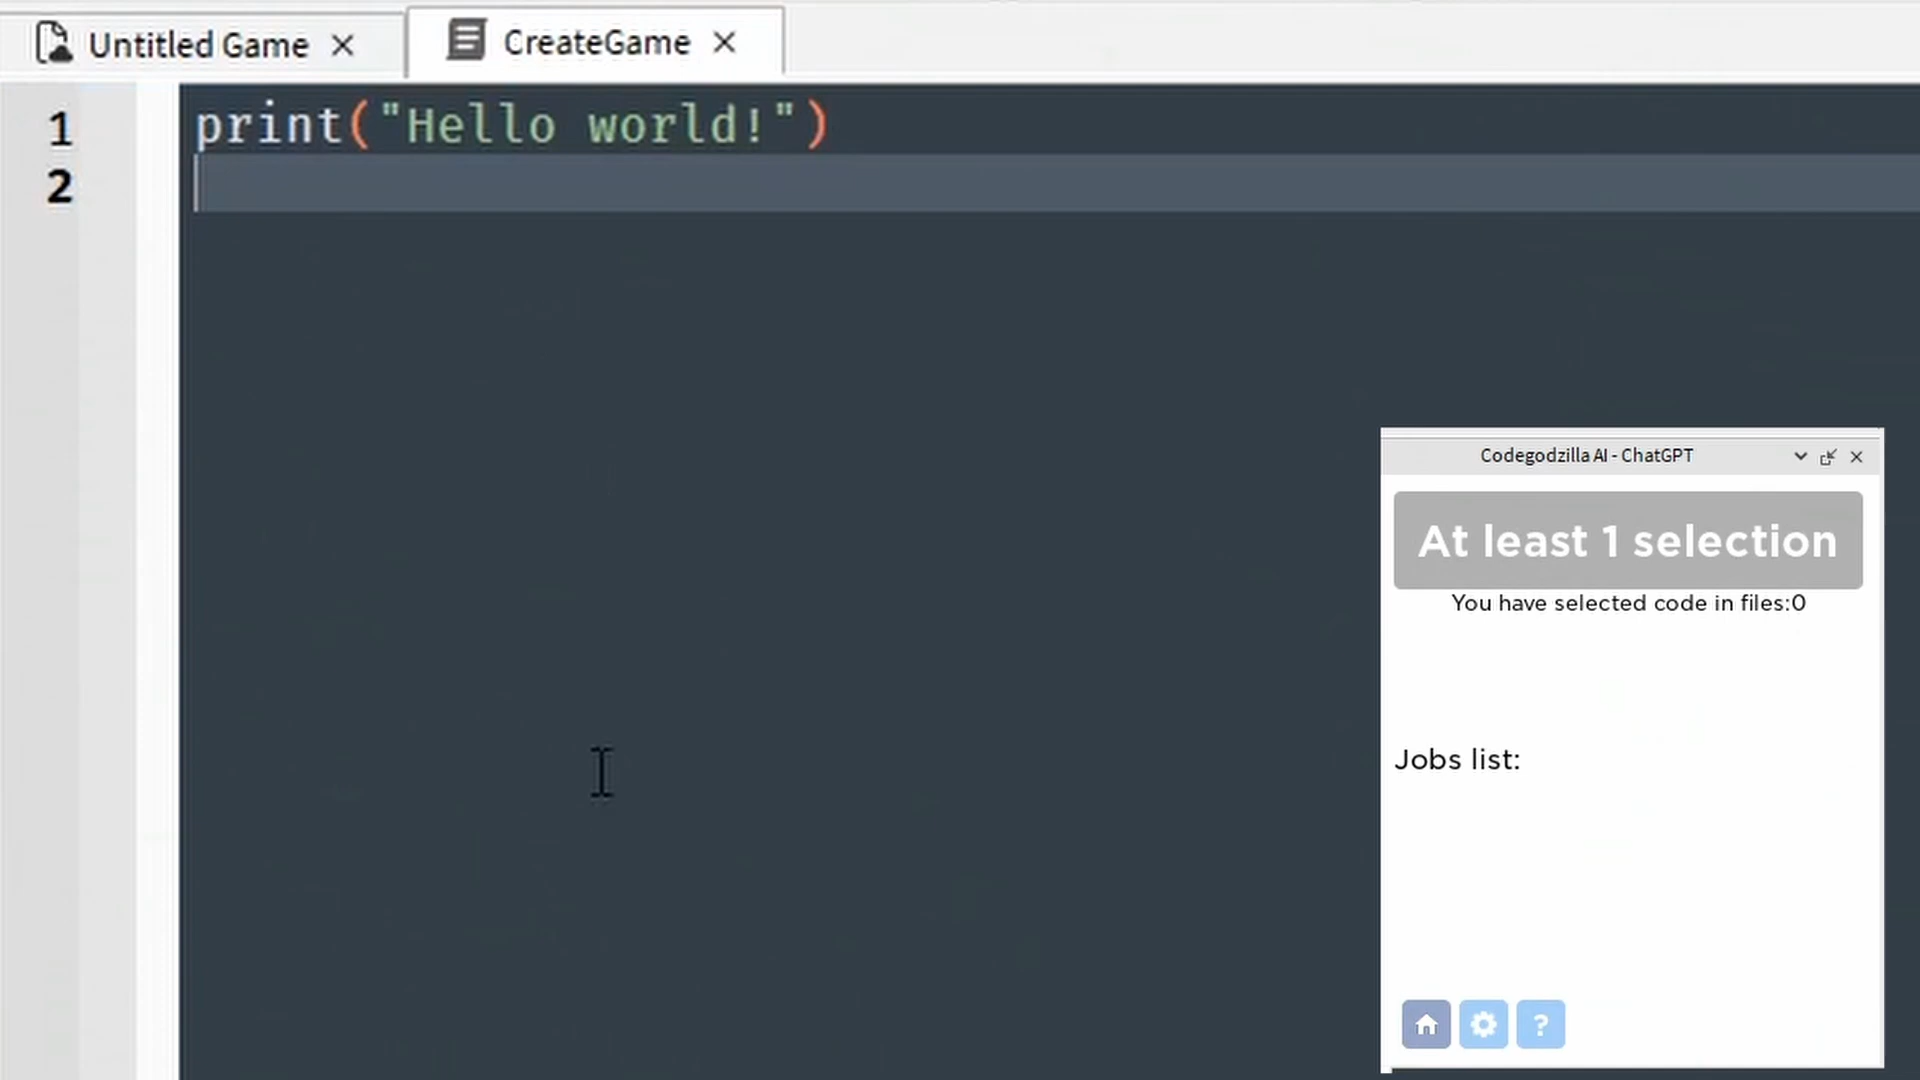 Untitled Game
CreateGame
1 print("Hello world!")
2
Codegodzilla AI - ChatGPT
At least 1 selection
You have selected code in files:0
Jobs list:
?